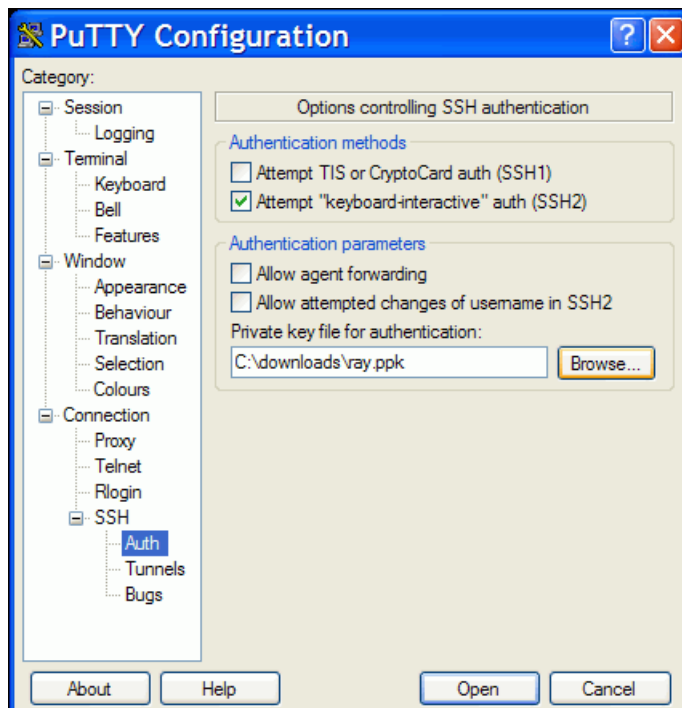 PuTTY Configuration
Category:
Session
Logging
Terminal
Keyboard
Bell
Features
Window
Appearance
Behaviour
Translation
Selection
Colours
Connection
Proxy
Telnet
Rlogin
SSH
Auth
Tunnels
Bugs
Options controlling SSH authentication
Authentication methods
Attempt TIS or CryptoCard auth (SSH1)
Attempt "keyboard-interactive" auth (SSH2)
Authentication parameters
Allow agent forwarding
Allow attempted changes of username in SSH2
Private key file for authentication:
C:\downloads\ray.ppk
Browse...
About
Help
Open
Cancel